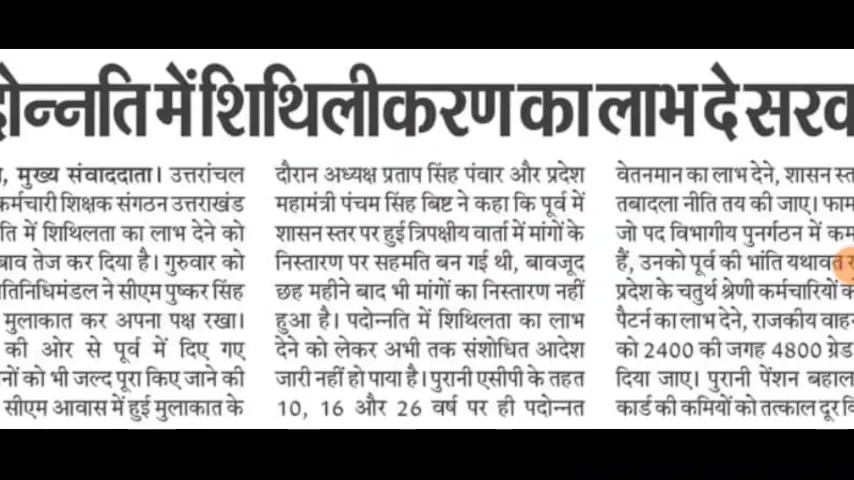 दोन्नति में शिथिलीकरण का लाभ दे सरक
, मुख्य संवाददाता। उत्तरांचल
कर्मचारी शिक्षक संगठन उत्तराखंड
ति में शिथिलता का लाभ देने को
बाव तेज कर दिया है। गुरुवार को
तिनिधिमंडल ने सीएम पुष्कर सिंह
मुलाकात कर अपना पक्ष रखा।
की ओर से पूर्व में दिए गए
नों को भी जल्द पूरा किए जाने की
सीएम आवास में हुई मुलाकात के
दौरान अध्यक्ष प्रताप सिंह पंवार और प्रदेश
महामंत्री पंचम सिंह बिष्ट ने कहा कि पूर्व में
शासन स्तर पर हुई त्रिपक्षीय वार्ता में मांगों के
निस्तारण पर सहमति बन गई थी, बावजूद
छह महीने बाद भी मांगों का निस्तारण नहीं
हुआ है। पदोन्नति में शिथिलता का लाभ
देने को लेकर अभी तक संशोधित आदेश
जारी नहीं हो पाया है। पुरानी एसीपी के तहत
10, 16 और 26 वर्ष पर ही पदोन्नत
वेतनमान का लाभ देने, शासन स्त
तबादला नीति तय की जाए। फाम
जो पद विभागीय पुनर्गठन में कम
हैं, उनको पूर्व की भांति यथावत
प्रदेश के चतुर्थ श्रेणी कर्मचारियों क
पैटर्न का लाभ देने, राजकीय वाह
को 2400 की जगह 4800 ग्रेड
दिया जाए। पुरानी पेंशन बहाल
कार्ड की कमियों को तत्काल दूर कि